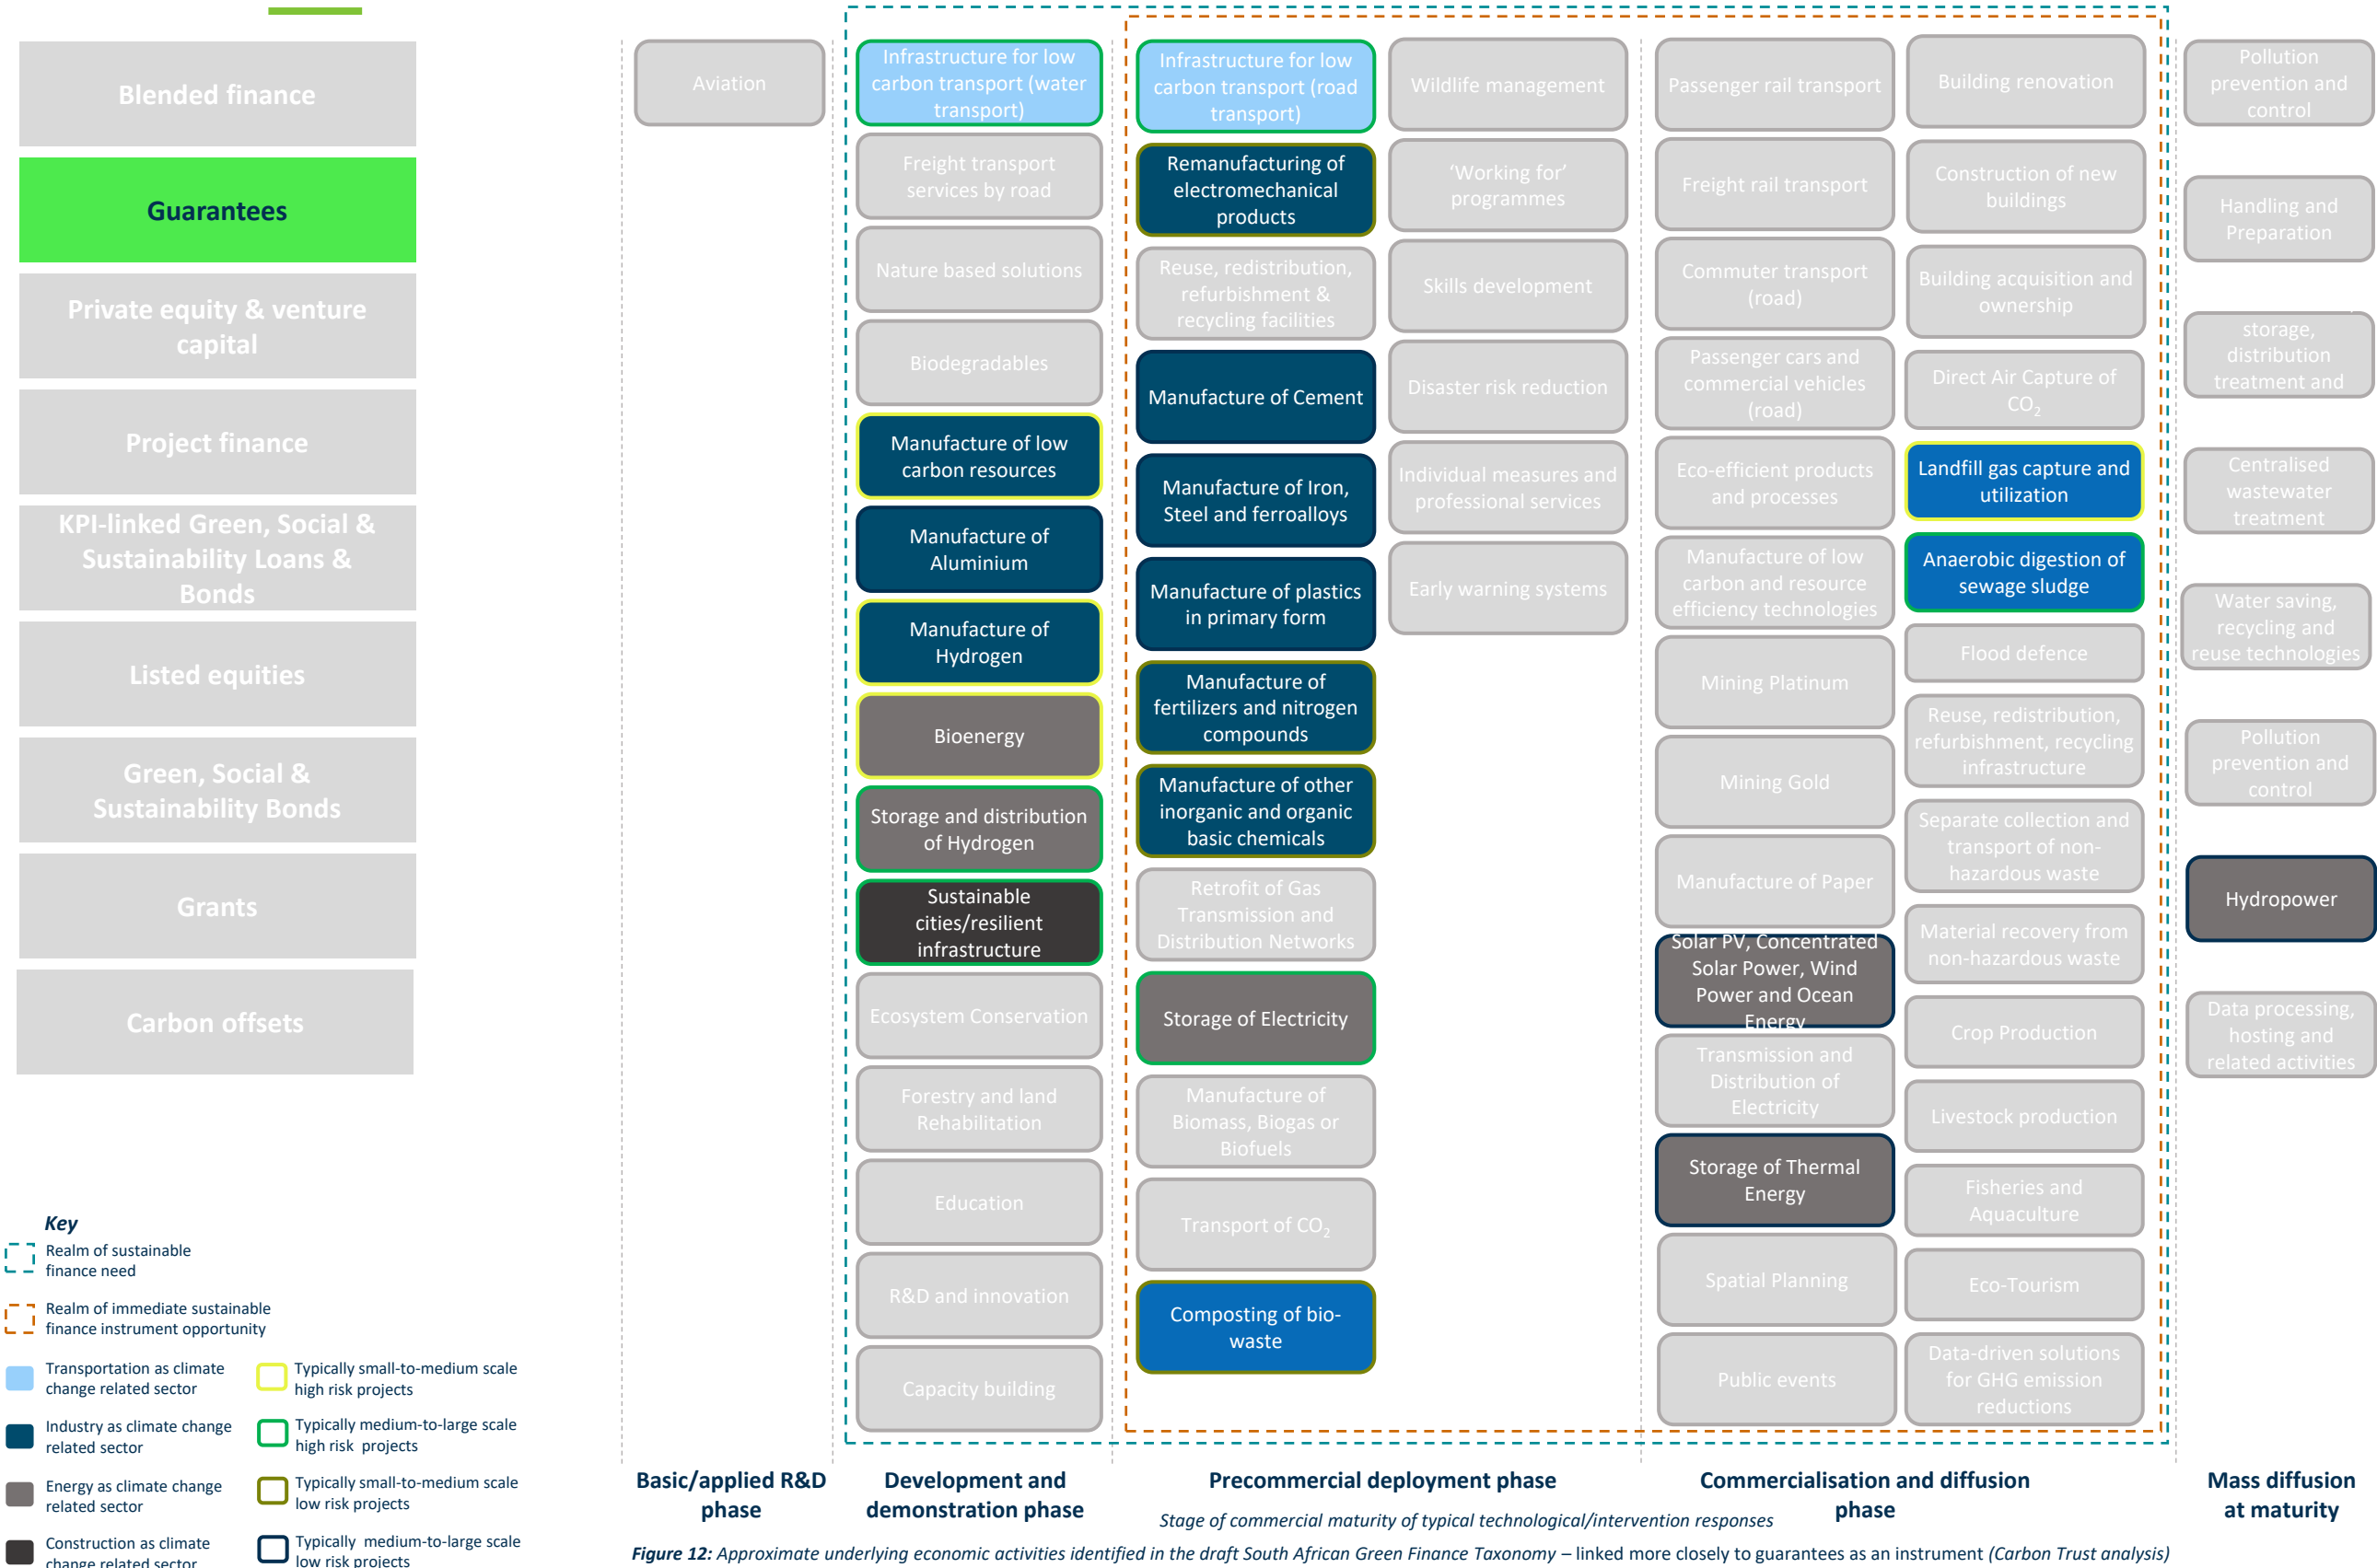 Blended finance
Guarantees
Private equity & venture
capital
Project finance
KPI-linked Green, Social &
Sustainability Loans &
Bonds
Listed equities
Green, Social &
Sustainability Bonds
Grants
Carbon offsets
Key
Realm of sustainable
finance need
Realm of immediate sustainable
finance instrument opportunity
Transportation as climate
change related sector
Industry as climate change
related sector
Energy as climate change
related sector
Construction as climate
change related sector
Typically small-to-medium scale
high risk projects
Typically medium-to-large scale
high risk projects
Typically small-to-medium scale
low risk projects
Typically medium-to-large scale
low risk projects
Aviation
Infrastructure for low
carbon transport (water
transport)
Freight transport
services by road
Nature based solutions
Biodegradables
Manufacture of low
carbon resources
Manufacture of
Aluminium
Manufacture of
Hydrogen
Bioenergy
Storage and distribution
of Hydrogen
Sustainable
cities/resilient
infrastructure
Ecosystem Conservation
Forestry and land
Rehabilitation
Education
R&D and innovation
Capacity building
Infrastructure for low
carbon transport (road
transport)
Remanufacturing of
electromechanical
products
Reuse, redistribution,
refurbishment &
recycling facilities
Manufacture of Cement
Manufacture of Iron,
Steel and ferroalloys
Manufacture of plastics
in primary form
Manufacture of
fertilizers and nitrogen
compounds
Manufacture of other
inorganic and organic
basic chemicals
Retrofit of Gas
Transmission and
Distribution Networks
Storage of Electricity
Manufacture of
Biomass, Biogas or
Biofuels
Transport of CO₂
Composting of bio-
waste
Wildlife management
‘Working for’
programmes
Skills development
Disaster risk reduction
Individual measures and
professional services
Early warning systems
Passenger rail transport
Freight rail transport
Commuter transport
(road)
Passenger cars and
commercial vehicles
(road)
Eco-efficient products
and processes
Manufacture of low
carbon and resource
efficiency technologies
Mining Platinum
Mining Gold
Manufacture of Paper
Solar PV, Concentrated
Solar Power, Wind
Power and Ocean
Energy
Transmission and
Distribution of
Electricity
Storage of Thermal
Energy
Spatial Planning
Public events
Building renovation
Construction of new
buildings
Building acquisition and
ownership
Direct Air Capture of
CO₂
Landfill gas capture and
utilization
Anaerobic digestion of
sewage sludge
Flood defence
Reuse, redistribution,
refurbishment, recycling
infrastructure
Separate collection and
transport of non-
hazardous waste
Material recovery from
non-hazardous waste
Crop Production
Livestock production
Fisheries and
Aquaculture
Eco-Tourism
Data-driven solutions
for GHG emission
reductions
Pollution
prevention and
control
Handling and
Preparation
storage,
distribution
treatment and
Centralised
wastewater
treatment
Water saving,
recycling and
reuse technologies
Pollution
prevention and
control
Hydropower
Data processing,
hosting and
related activities
Basic/applied R&D
phase
Development and
demonstration phase
Precommercial deployment phase
Commercialisation and diffusion
phase
Mass diffusion
at maturity
Stage of commercial maturity of typical technological/intervention responses
Figure 12: Approximate underlying economic activities identified in the draft South African Green Finance Taxonomy – linked more closely to guarantees as an instrument (Carbon Trust analysis)